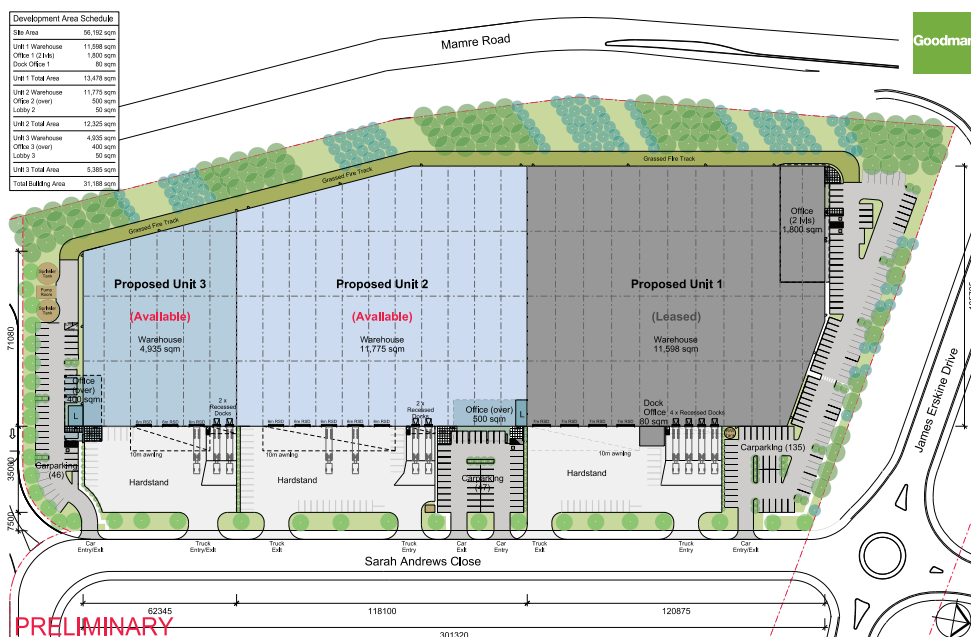 Development Area Schedule
Site Area 56,192 sqm
Unit 1 Warehouse 11,598 sqm
Office 1 (2 lvls) 1,800 sqm
Dock Office 1 80 sqm
Unit 1 Total Area 13,478 sqm
Unit 2 Warehouse 11,775 sqm
Office 2 (over) 500 sqm
Lobby 2 50 sqm
Unit 2 Total Area 12,325 sqm
Unit 3 Warehouse 4,935 sqm
Office 3 (over) 400 sqm
Lobby 3 50 sqm
Unit 3 Total Area 5,385 sqm
Total Building Area 31,188 sqm
Mamre Road
Goodman
Grassed Fire Track
Grassed Fire Track
Grassed Fire Track
Office
(2 lvls)
1,800 sqm
Sprinkler
Tank
Pump
Room
Sprinkler
Tank
Proposed Unit 3
(Available)
Warehouse
4,935 sqm
Proposed Unit 2
(Available)
Warehouse
11,775 sqm
Proposed Unit 1
(Leased)
Warehouse
11,598 sqm
71080
35000
7500
James Erskine Drive
Office
(over)
400 sqm
L
2 x
Recessed
Docks
2 x
Recessed
Docks
Office (over)
500 sqm
L
Dock
Office
80 sqm
4 x Recessed Docks
10m awning
10m awning
Carparking
(46)
Hardstand
Hardstand
Carparking
(47)
Hardstand
Carparking (135)
Car
Entry/Exit
Truck
Entry/Exit
Truck
Exit
Truck
Entry
Car
Exit
Car
Entry
Truck
Exit
Truck
Entry
Car
Entry/Exit
Sarah Andrews Close
62345
118100
120875
301320
PRELIMINARY